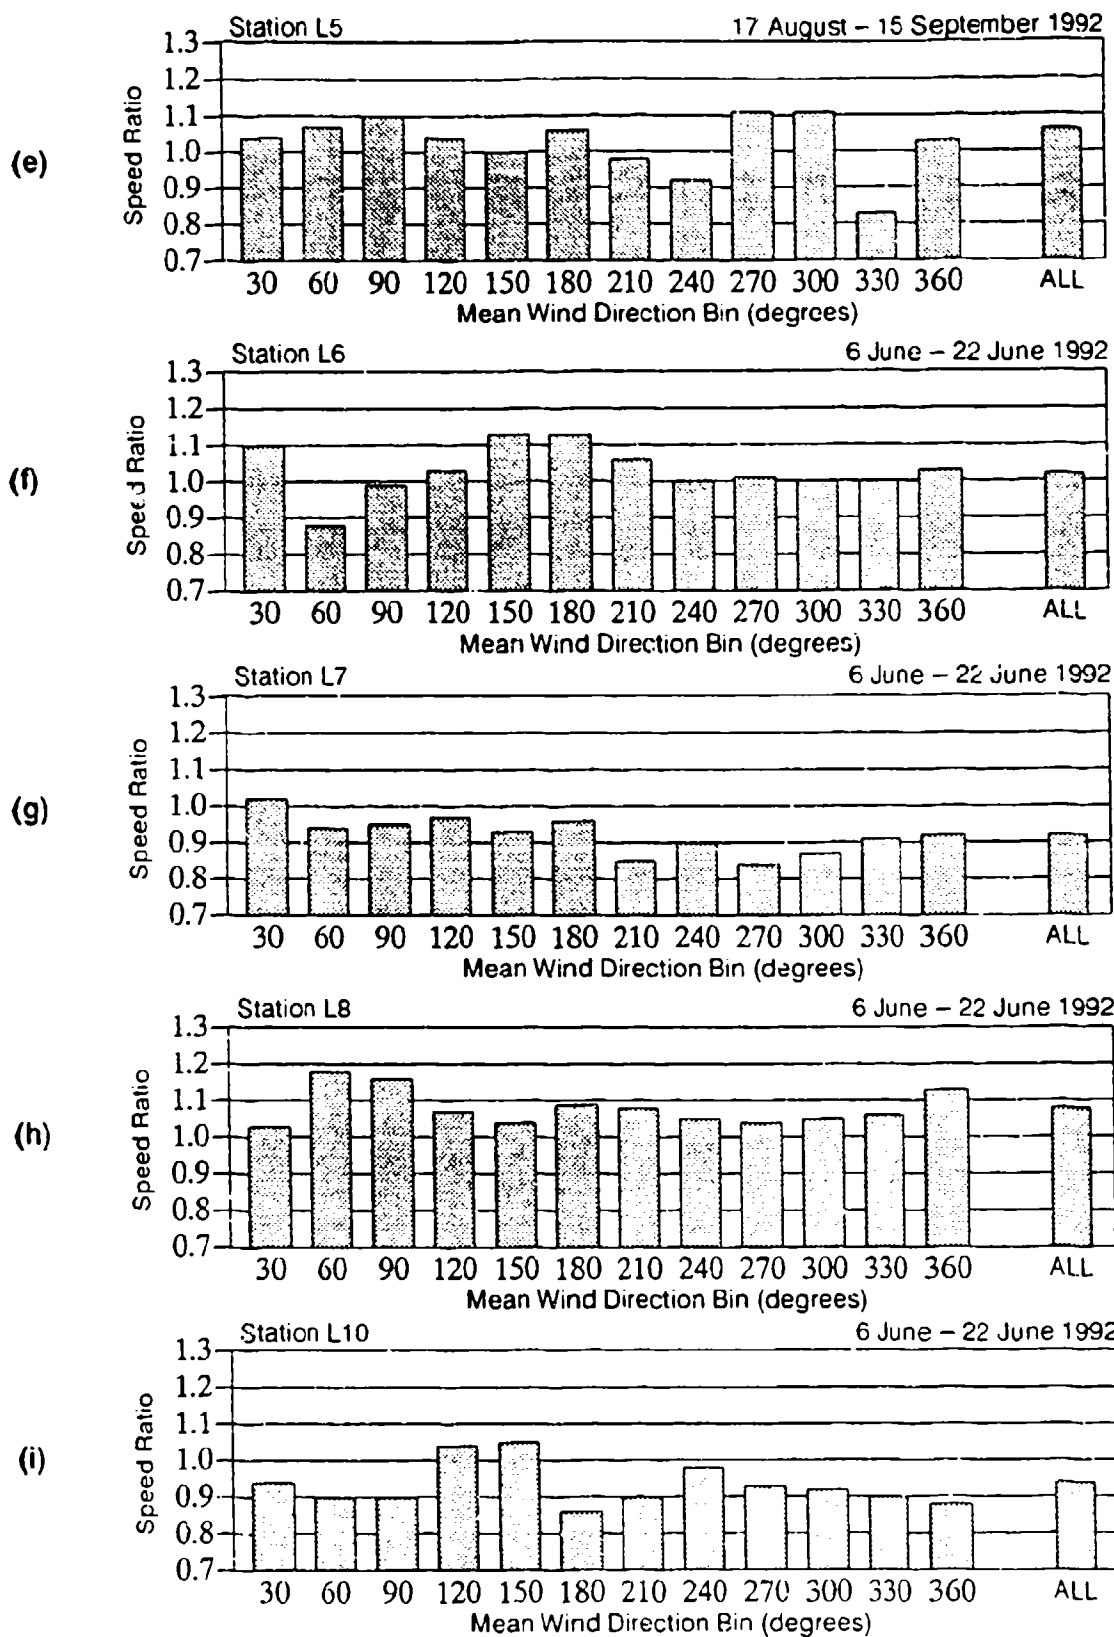 Station L5 17 August – 15 September 1992
(e)
Speed Ratio
1.3
1.2
1.1
1.0
0.9
0.8
0.7
30 60 90 120 150 180 210 240 270 300 330 360 ALL
Mean Wind Direction Bin (degrees)
Station L6 6 June – 22 June 1992
(f)
Speed Ratio
1.3
1.2
1.1
1.0
0.9
0.8
0.7
30 60 90 120 150 180 210 240 270 300 330 360 ALL
Mean Wind Direction Bin (degrees)
Station L7 6 June – 22 June 1992
(g)
Speed Ratio
1.3
1.2
1.1
1.0
0.9
0.8
0.7
30 60 90 120 150 180 210 240 270 300 330 360 ALL
Mean Wind Direction Bin (degrees)
Station L8 6 June – 22 June 1992
(h)
Speed Ratio
1.3
1.2
1.1
1.0
0.9
0.8
0.7
30 60 90 120 150 180 210 240 270 300 330 360 ALL
Mean Wind Direction Bin (degrees)
Station L10 6 June – 22 June 1992
(i)
Speed Ratio
1.3
1.2
1.1
1.0
0.9
0.8
0.7
30 60 90 120 150 180 210 240 270 300 330 360 ALL
Mean Wind Direction Bin (degrees)